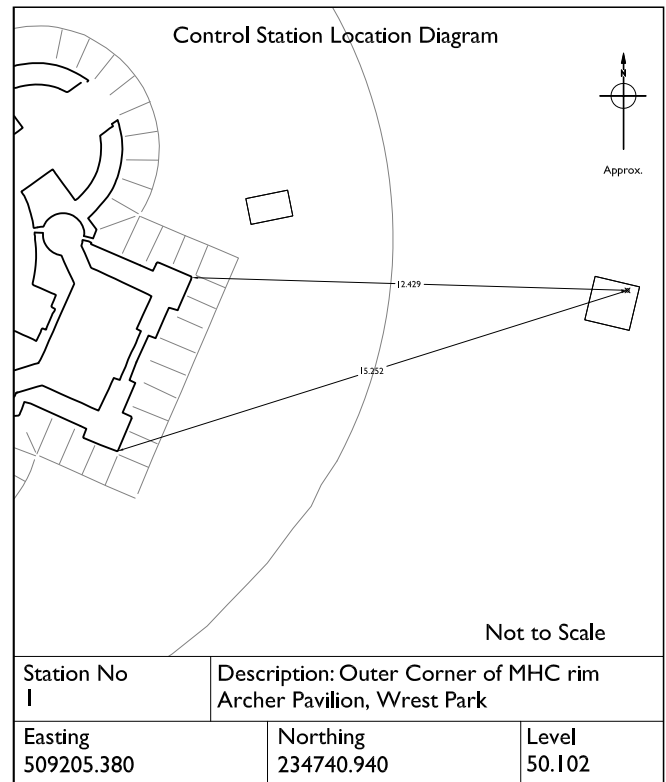 Control Station Location Diagram
N
Approx.
12.429
15.252
Not to Scale
Station No
1
Description: Outer Corner of MHC rim
Archer Pavilion, Wrest Park
Easting
509205.380
Northing
234740.940
Level
50.102